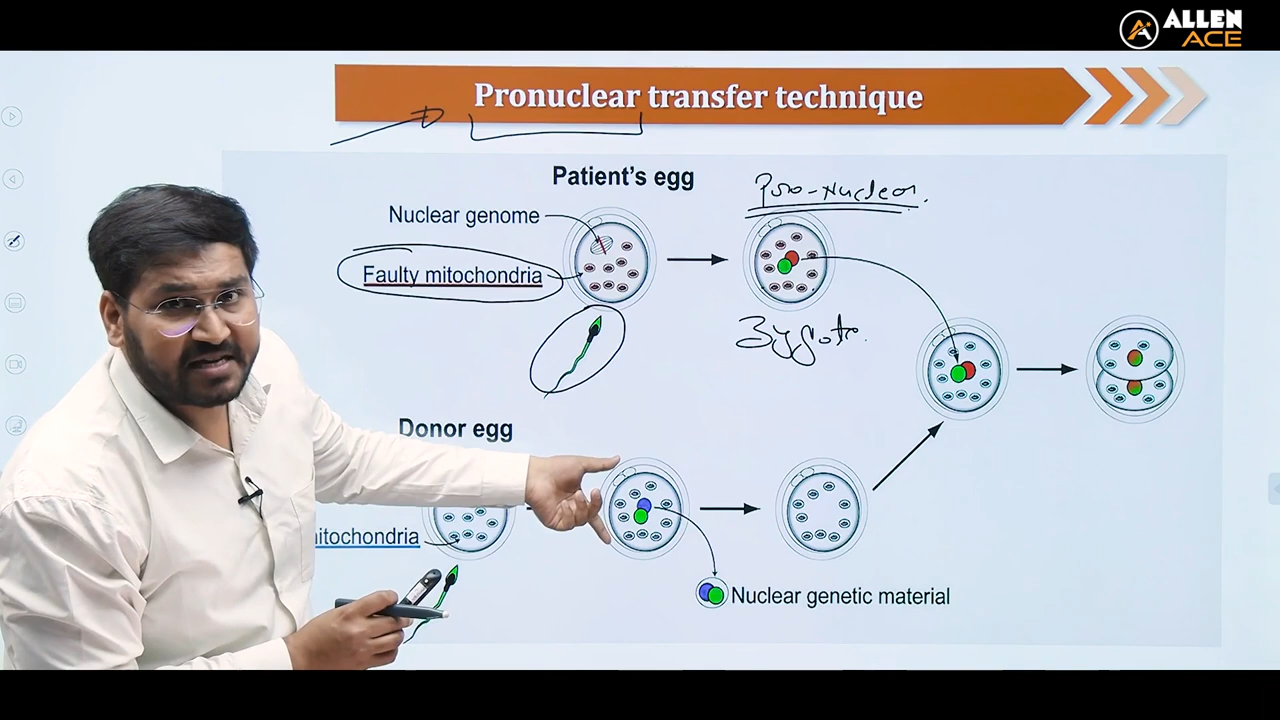 ALLEN
ACE
Pronuclear transfer technique
Patient's egg
Pro-Nuclear.
Nuclear genome
Faulty mitochondria
Zygote.
Donor egg
mitochondria
Nuclear genetic material